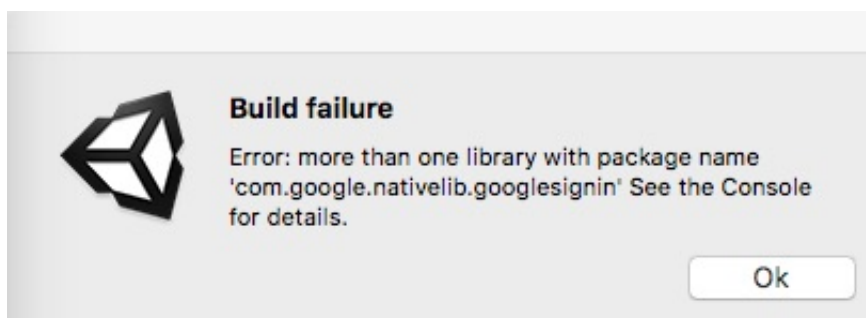 Build failure
Error: more than one library with package name
'com.google.nativelib.googlesignin' See the Console
for details.
Ok